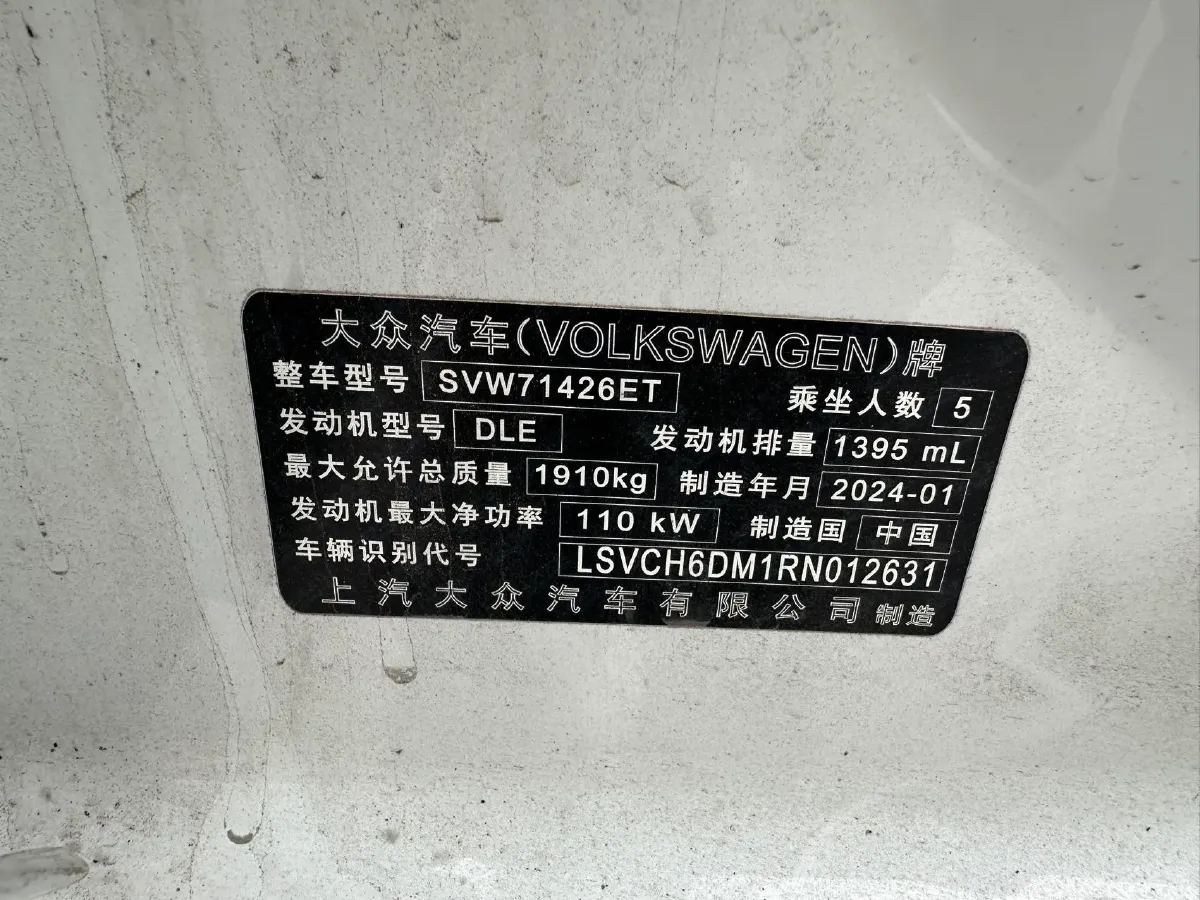 大众汽车(VOLKSWAGEN)牌
整车型号 SVW71426ET 乘坐人数 5
发动机型号 DLE 发动机排量 1395 mL
最大允许总质量 1910kg 制造年月 2024-01
发动机最大净功率 110 kW 制造国 中国
车辆识别代号 LSVCH6DM1RN012631
上汽大众汽车有限公司 制造